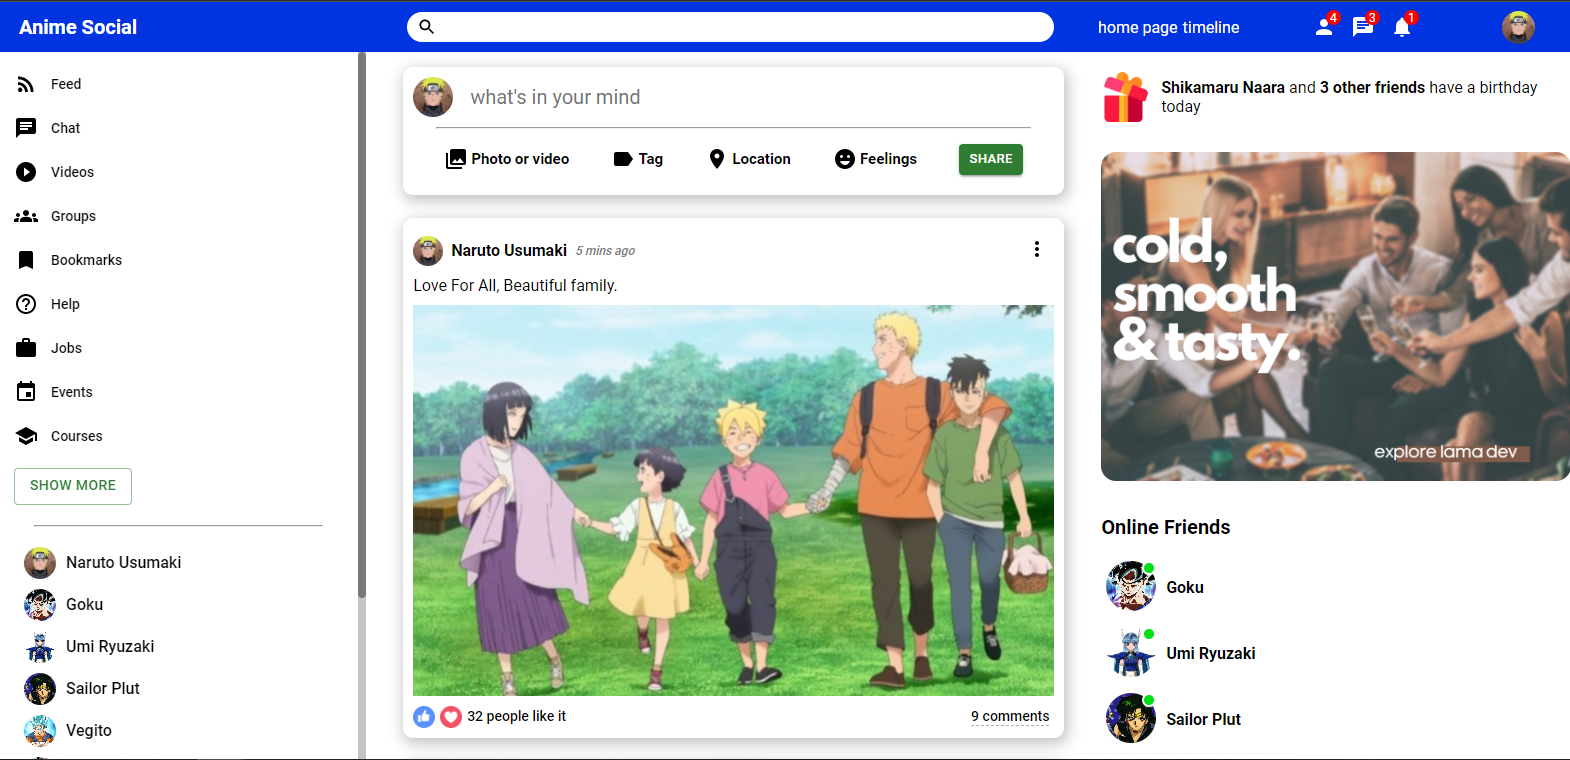 Anime Social
home page timeline
4
3
1
Feed
Chat
Videos
Groups
Bookmarks
Help
Jobs
Events
Courses
SHOW MORE
Naruto Usumaki
Goku
Umi Ryuzaki
Sailor Plut
Vegito
what's in your mind
Photo or video
Tag
Location
Feelings
SHARE
Naruto Usumaki 5 mins ago
Love For All, Beautiful family.
32 people like it
9 comments
Shikamaru Naara and 3 other friends have a birthday
today
cold,
smooth
& tasty.
explore lama dev
Online Friends
Goku
Umi Ryuzaki
Sailor Plut